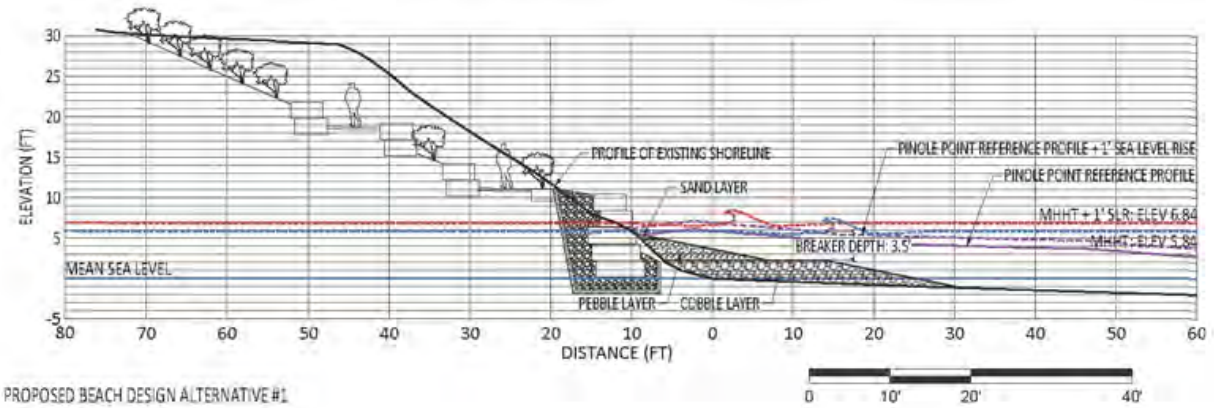 30
25
20
15
10
5
0
-5
ELEVATION (FT)
PROFILE OF EXISTING SHORELINE
PINOLE POINT REFERENCE PROFILE + 1' SEA LEVEL RISE
PINOLE POINT REFERENCE PROFILE
SAND LAYER
MHHT + 1' SLR: ELEV 6.84
BREAKER DEPTH: 3.5'
MHHT: ELEV 5.84
MEAN SEA LEVEL
PEBBLE LAYER
COBBLE LAYER
80 70 60 50 40 30 20 10 0 10 20 30 40 50 60
DISTANCE (FT)
PROPOSED BEACH DESIGN ALTERNATIVE #1
0 10' 20' 40'